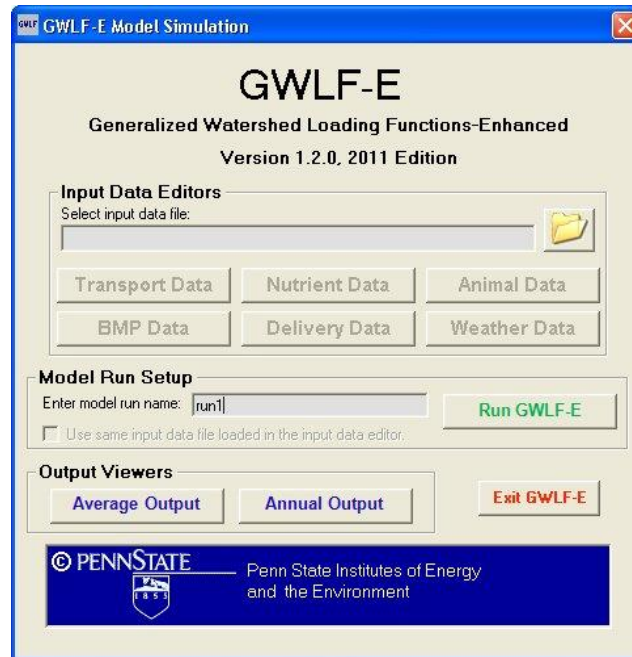 GWLF GWLF-E Model Simulation
GWLF-E
Generalized Watershed Loading Functions-Enhanced
Version 1.2.0, 2011 Edition
Input Data Editors
Select input data file:
Transport Data Nutrient Data Animal Data
BMP Data Delivery Data Weather Data
Model Run Setup
Enter model run name: run1
Run GWLF-E
Use same input data file loaded in the input data editor.
Output Viewers
Average Output Annual Output
Exit GWLF-E
© PENNSTATE
1855
Penn State Institutes of Energy
and the Environment